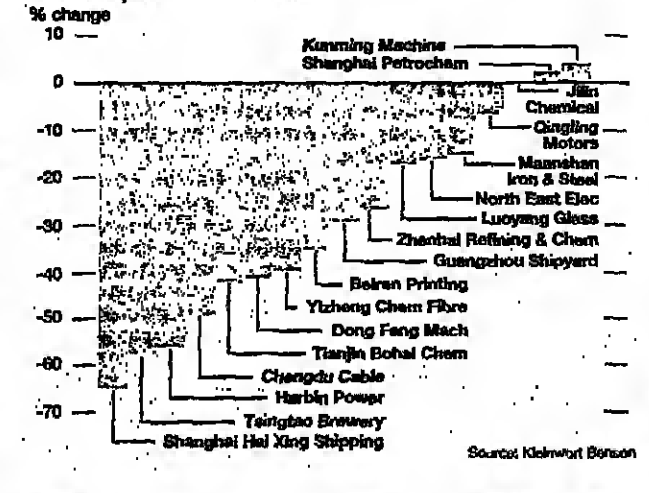 % change
10
0
-10
-20
-30
-40
-50
-60
-70
Kunming Machine
Shanghai Petrochem
Jilin
Chemical
Qingling
Motors
Maanshan
Iron & Steel
North East Elec
Luoyang Glass
Zhenhai Refining & Chem
Guangzhou Shipyard
Beiren Printing
Yizheng Chem Fibre
Dong Fang Mach
Tianjin Bohai Chem
Chengdu Cable
Harbin Power
Tsingtao Brewery
Shanghai Hai Xing Shipping
Source: Kleinwort Benson